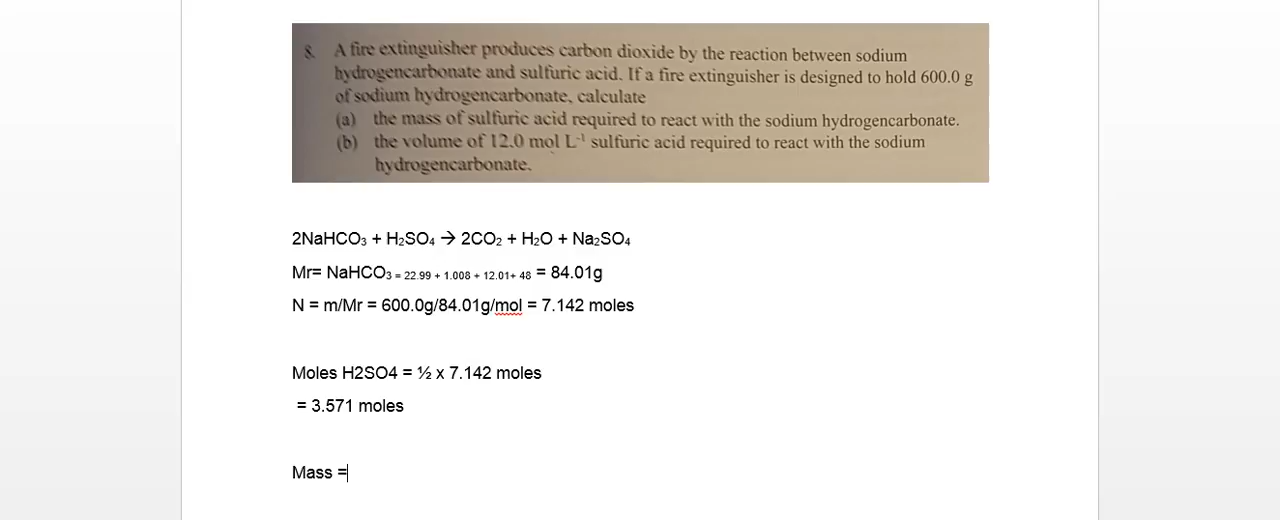 8. A fire extinguisher produces carbon dioxide by the reaction between sodium
hydrogencarbonate and sulfuric acid. If a fire extinguisher is designed to hold 600.0 g
of sodium hydrogencarbonate, calculate
(a) the mass of sulfuric acid required to react with the sodium hydrogencarbonate.
(b) the volume of 12.0 mol L⁻¹ sulfuric acid required to react with the sodium
hydrogencarbonate.
2NaHCO₃ + H₂SO₄ → 2CO₂ + H₂O + Na₂SO₄
Mr= NaHCO₃ = 22.99 + 1.008 + 12.01+ 48 = 84.01g
N = m/Mr = 600.0g/84.01g/mol = 7.142 moles
Moles H2SO4 = ½ x 7.142 moles
= 3.571 moles
Mass =